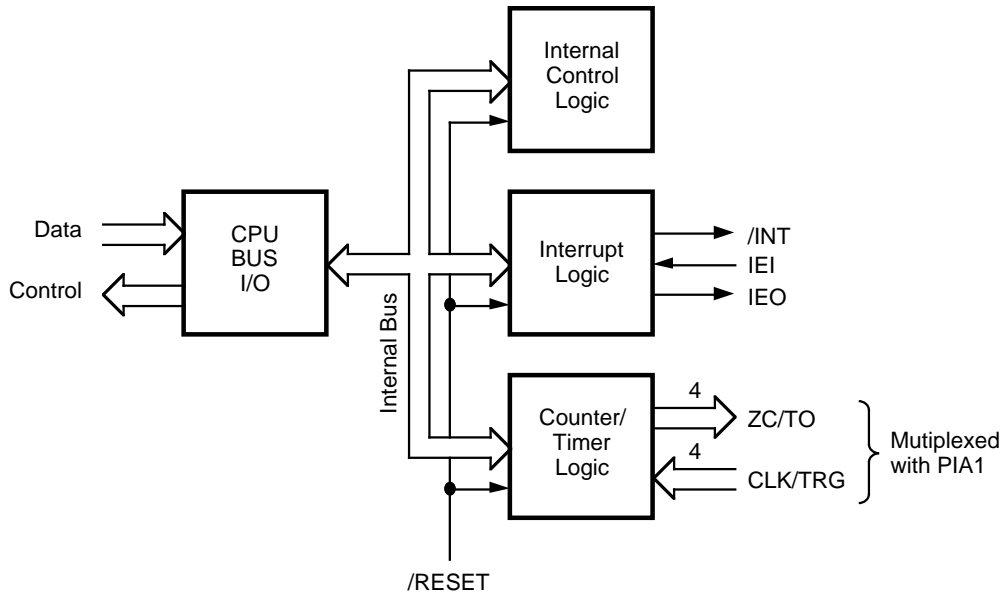 Internal
Control
Logic
Data
Control
CPU
BUS
I/O
Internal Bus
Interrupt
Logic
/INT
IEI
IEO
Counter/
Timer
Logic
4
ZC/TO
4
CLK/TRG
Mutiplexed
with PIA1
/RESET